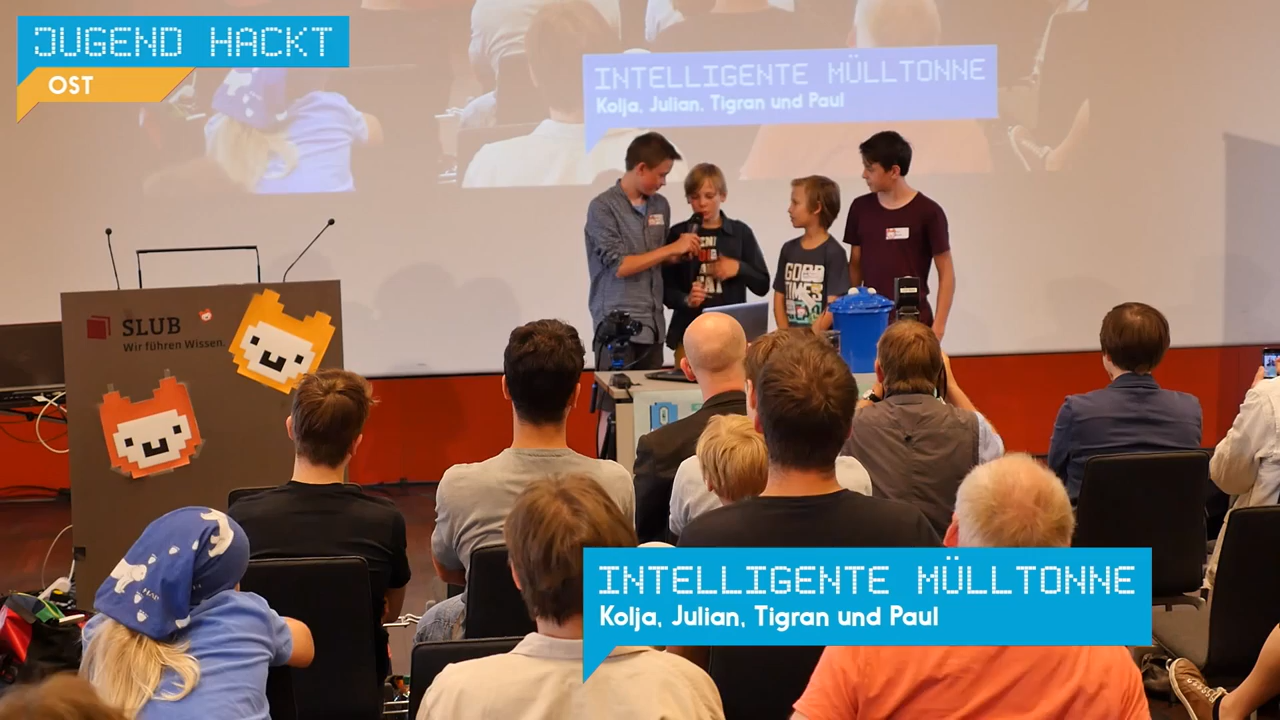 JUGEND HACKT
OST
INTELLIGENTE MÜLLTONNE
Kolja, Julian, Tigran und Paul
SLUB
Wir führen Wissen.
GOOD
TIMES
INTELLIGENTE MÜLLTONNE
Kolja, Julian, Tigran und Paul